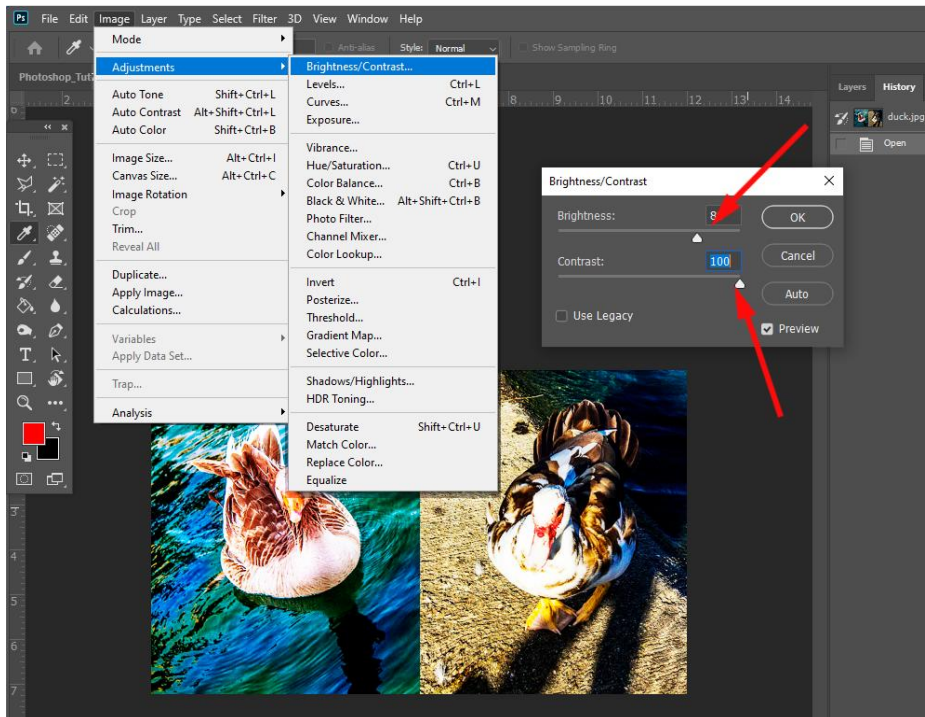 Ps File Edit Image Layer Type Select Filter 3D View Window Help
Anti-alias Style: Normal Show Sampling Ring
Photoshop_Tut
Layers History
2 8 9 10 11 12 13 14
duck.jpg
Open
Mode
Adjustments
Auto Tone Shift+Ctrl+L
Auto Contrast Alt+Shift+Ctrl+L
Auto Color Shift+Ctrl+B
Image Size... Alt+Ctrl+I
Canvas Size... Alt+Ctrl+C
Image Rotation
Crop
Trim...
Reveal All
Duplicate...
Apply Image...
Calculations...
Variables
Apply Data Set...
Trap...
Analysis
Brightness/Contrast...
Levels... Ctrl+L
Curves... Ctrl+M
Exposure...
Vibrance...
Hue/Saturation... Ctrl+U
Color Balance... Ctrl+B
Black & White... Alt+Shift+Ctrl+B
Photo Filter...
Channel Mixer...
Color Lookup...
Invert Ctrl+I
Posterize...
Threshold...
Gradient Map...
Selective Color...
Shadows/Highlights...
HDR Toning...
Desaturate Shift+Ctrl+U
Match Color...
Replace Color...
Equalize
Brightness/Contrast
Brightness:
OK
Contrast: 100
Cancel
Auto
Use Legacy
Preview
3
4
5
6
7